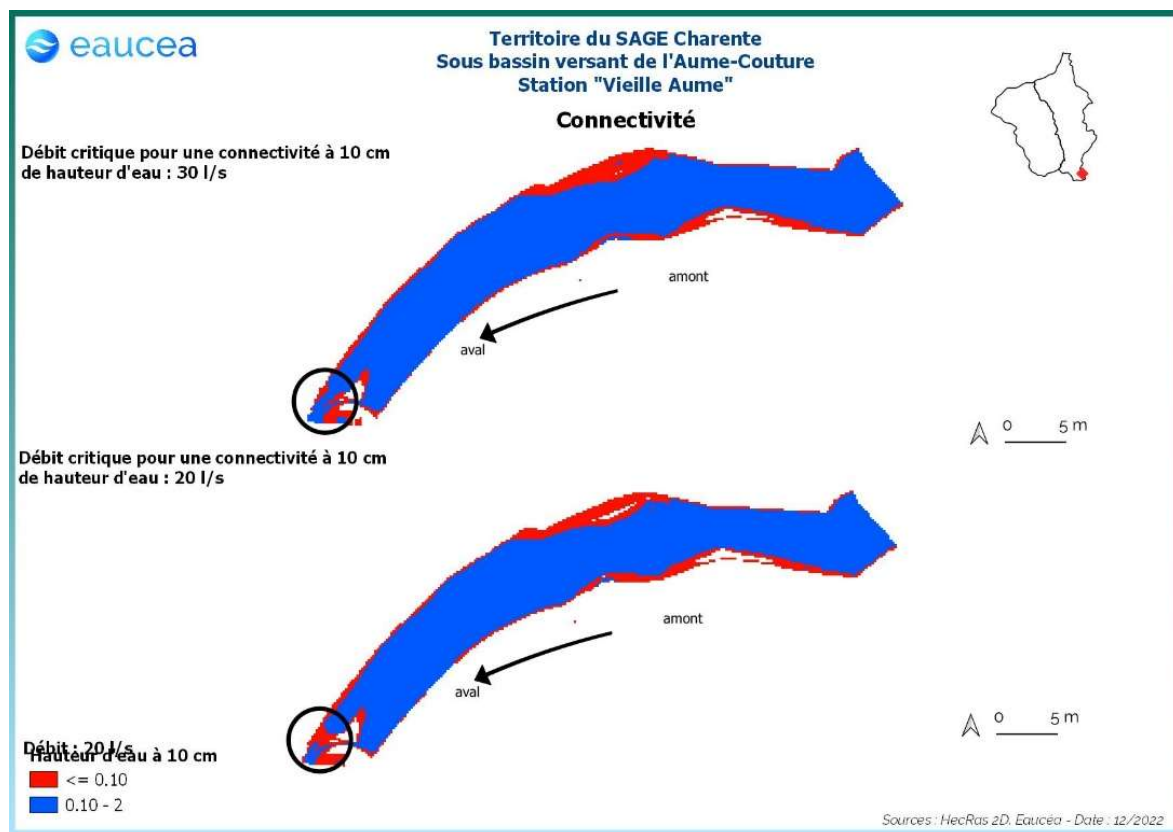 eaucea
Territoire du SAGE Charente
Sous bassin versant de l'Aume-Couture
Station "Vieille Aume"
Connectivité
Débit critique pour une connectivité à 10 cm
de hauteur d'eau : 30 l/s
amont
aval
0 5 m
Débit critique pour une connectivité à 10 cm
de hauteur d'eau : 20 l/s
amont
aval
0 5 m
Débit : 20 l/s
Hauteur d'eau à 10 cm
<= 0.10
0.10 - 2
Sources : HecRas 2D, Eaucéa - Date : 12/2022